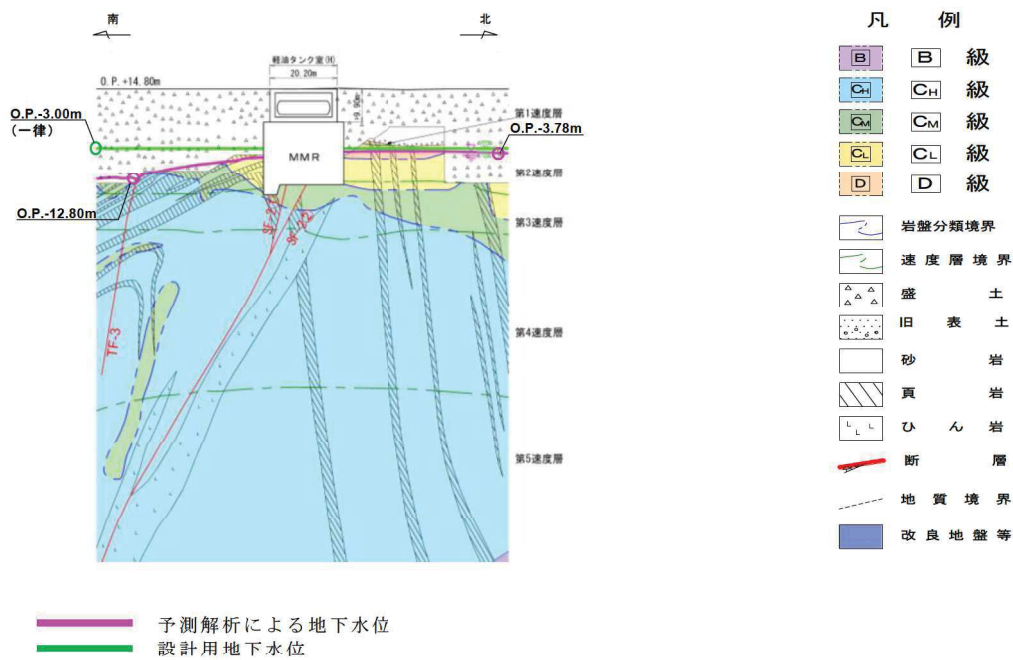 南
北
軽油タンク室(H)
20.20m
O.P.+14.80m
9.90m
O.P.-3.00m
(一律)
第1速度層
O.P.-3.78m
MMR
第2速度層
O.P.-12.80m
SF-2
第3速度層
TF-3
第4速度層
第5速度層
凡 例
B B 級
CH CH 級
CM CM 級
CL CL 級
D D 級
岩盤分類境界
速度層境界
盛土
旧表土
砂岩
頁岩
ひん岩
断層
地質境界
改良地盤等
予測解析による地下水位
設計用地下水位